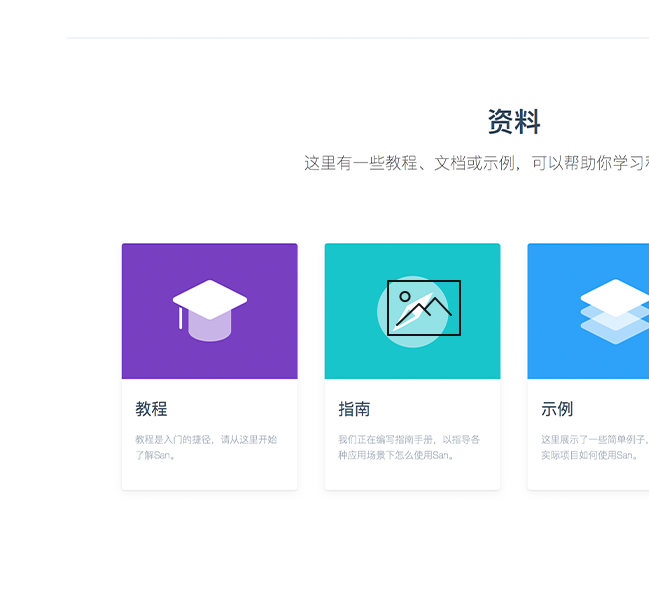 资料
这里有一些教程、文档或示例，可以帮助你学习
教程
教程是入门的捷径，请从这里开始
了解San。
指南
我们正在编写指南手册，以指导各
种应用场景下怎么使用San。
示例
这里展示了一些简单例子，
实际项目如何使用San。